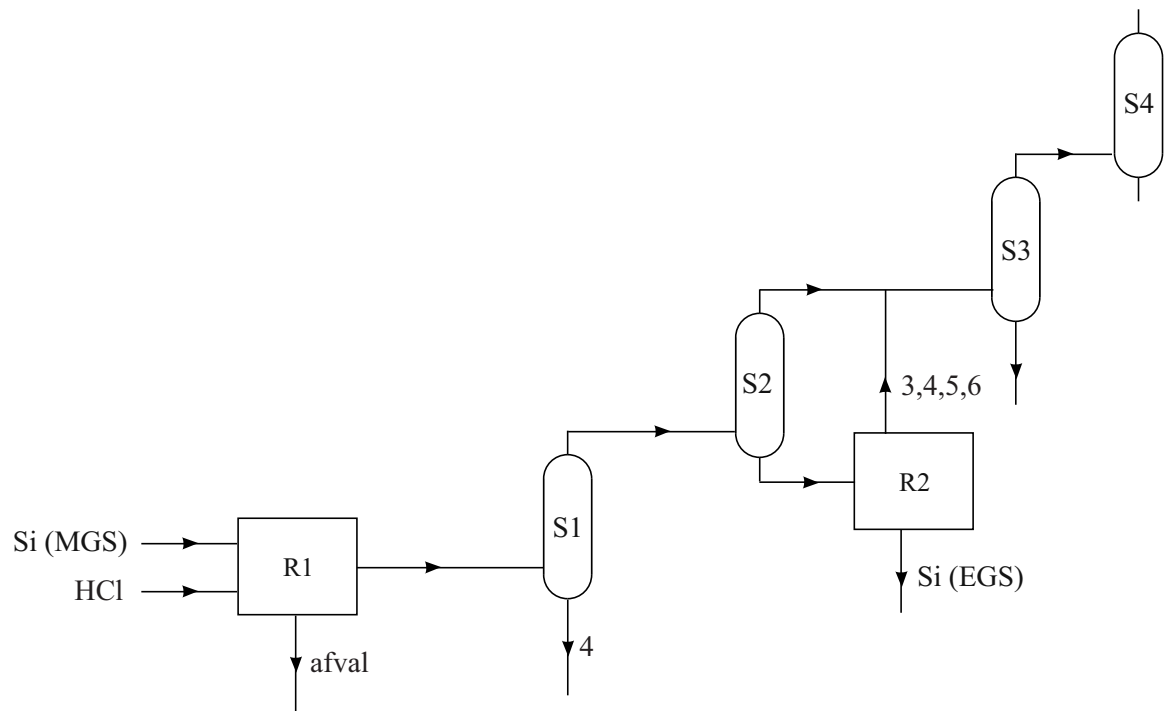 S4
S3
S2
3,4,5,6
R2
S1
Si (MGS)
R1
HCl
Si (EGS)
4
afval